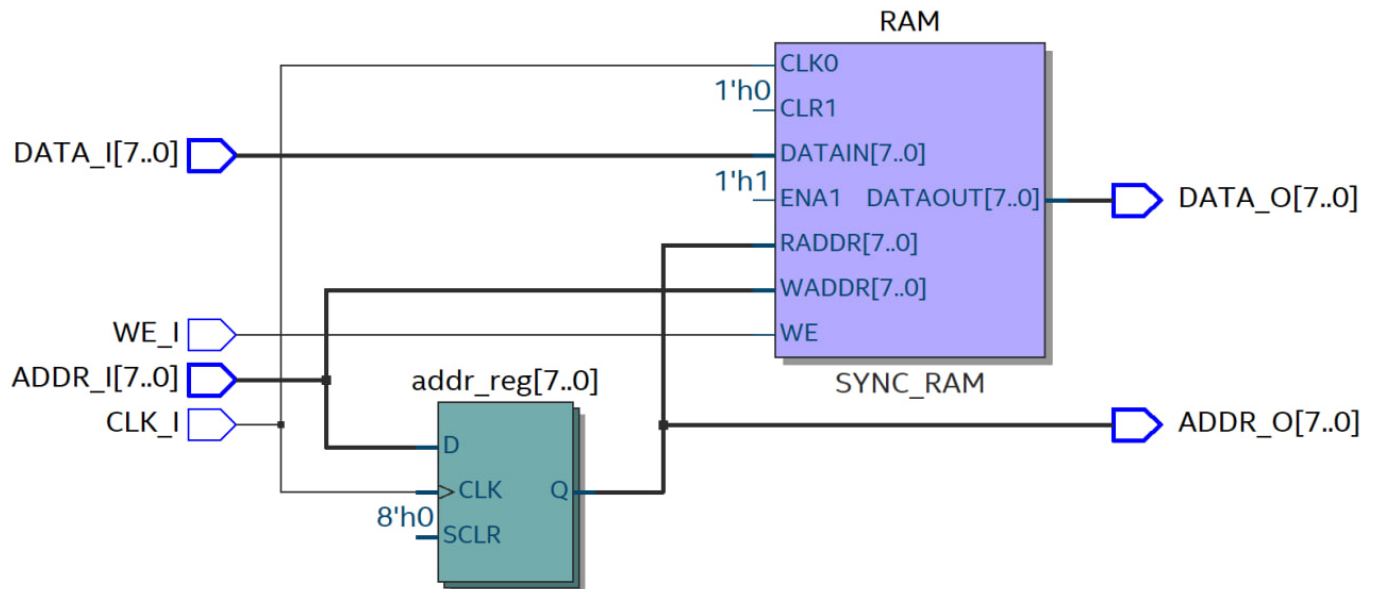 RAM
CLK0
1'h0
CLR1
DATA_I[7..0]
DATAIN[7..0]
1'h1
ENA1 DATAOUT[7..0]
DATA_O[7..0]
RADDR[7..0]
WADDR[7..0]
WE_I
WE
ADDR_I[7..0]
addr_reg[7..0]
SYNC_RAM
CLK_I
ADDR_O[7..0]
D
CLK
Q
8'h0
SCLR